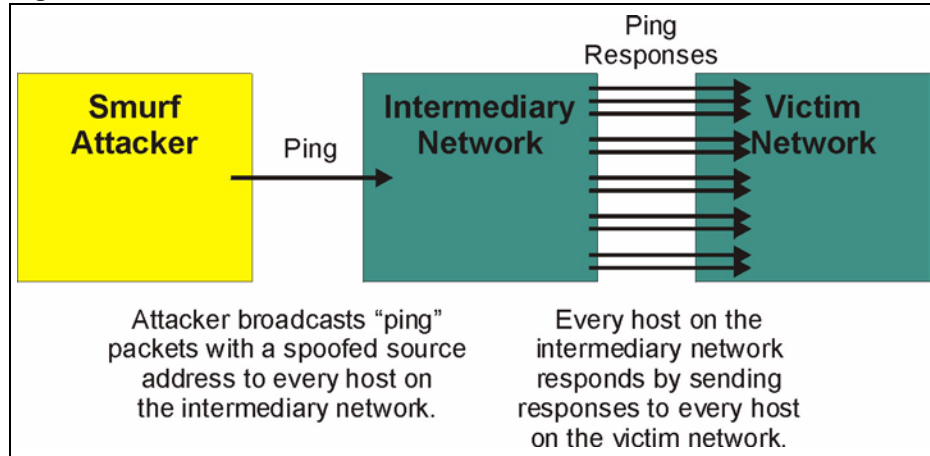 Ping
Responses
Smurf
Attacker
Ping
Intermediary
Network
Victim
Network
Attacker broadcasts “ping”
packets with a spoofed source
address to every host on
the intermediary network.
Every host on the
intermediary network
responds by sending
responses to every host
on the victim network.